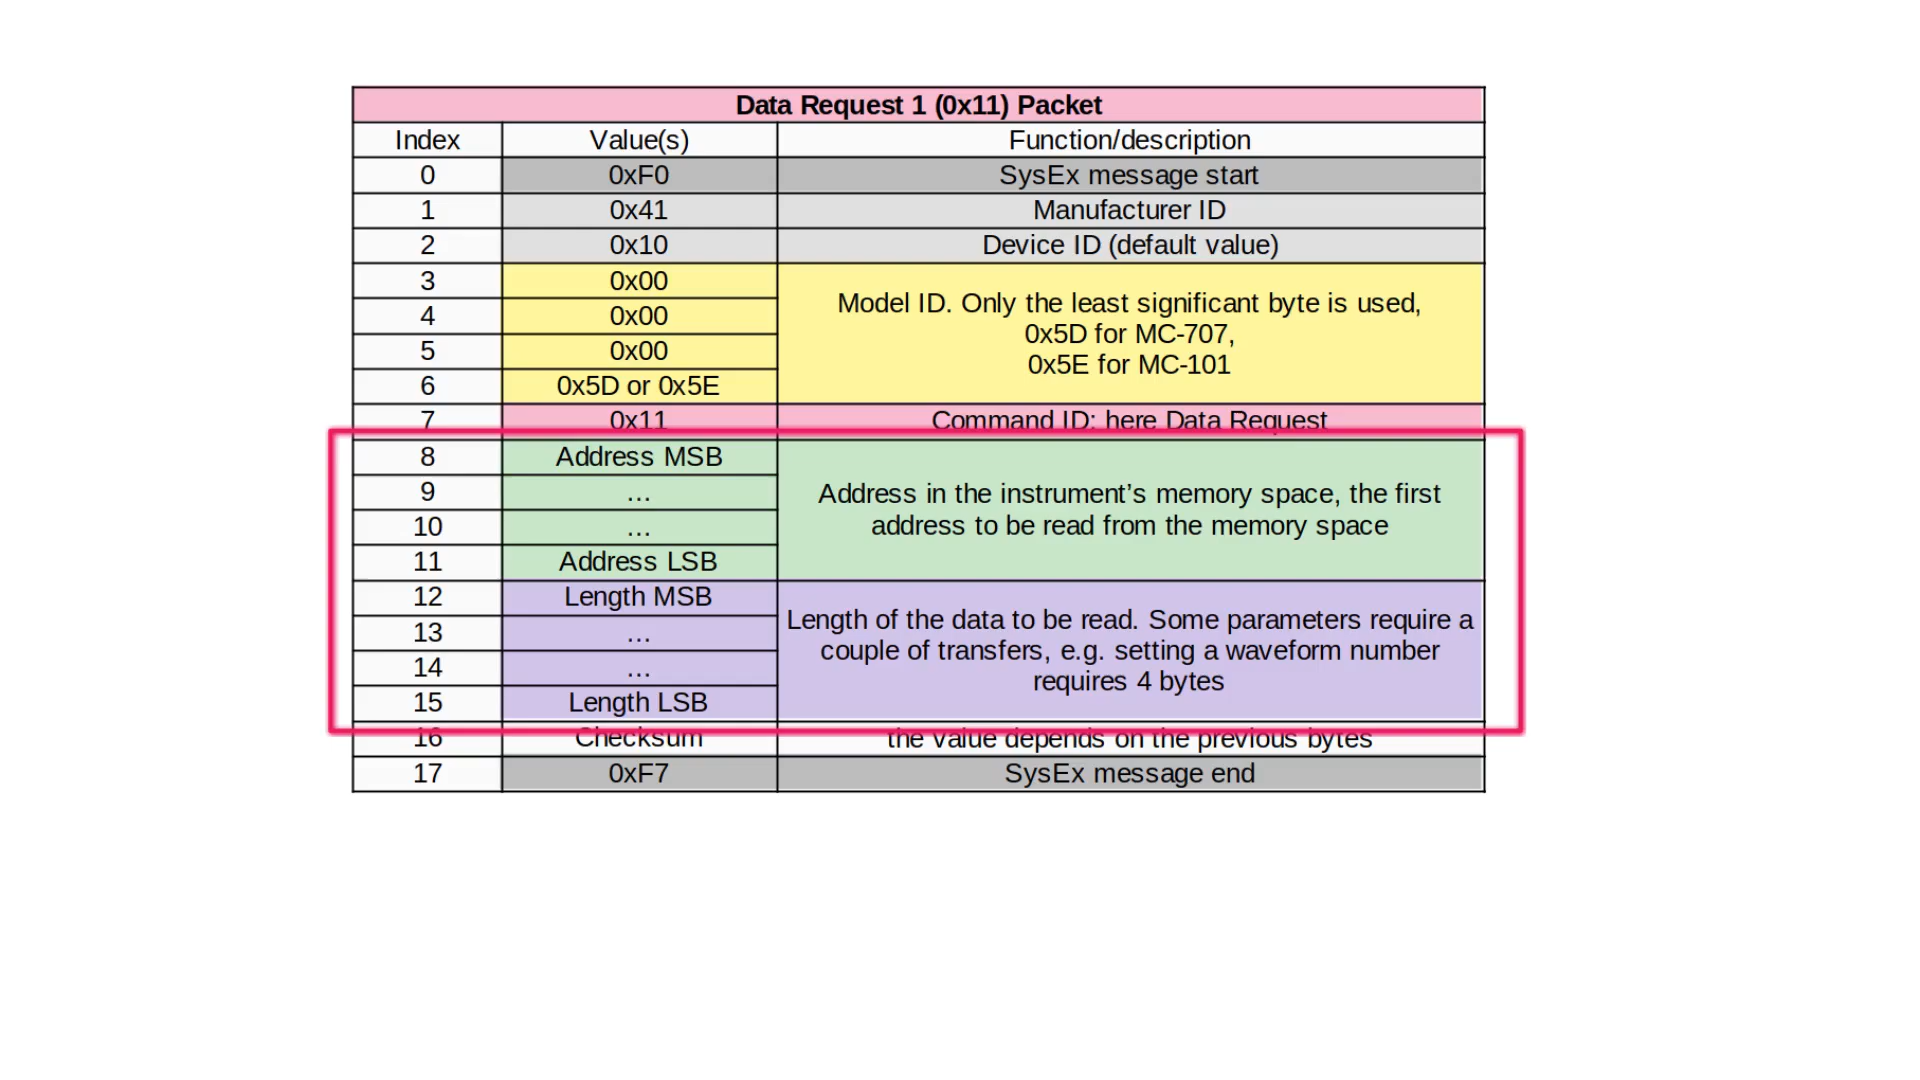 Data Request 1 (0x11) Packet
Index Value(s) Function/description
0 0xF0 SysEx message start
1 0x41 Manufacturer ID
2 0x10 Device ID (default value)
3 0x00
4 0x00
5 0x00
6 0x5D or 0x5E
Model ID. Only the least significant byte is used,
0x5D for MC-707,
0x5E for MC-101
7 0x11 Command ID: here Data Request
8 Address MSB
9 ...
10 ...
11 Address LSB
Address in the instrument’s memory space, the first
address to be read from the memory space
12 Length MSB
13 ...
14 ...
15 Length LSB
Length of the data to be read. Some parameters require a
couple of transfers, e.g. setting a waveform number
requires 4 bytes
16 Checksum the value depends on the previous bytes
17 0xF7 SysEx message end